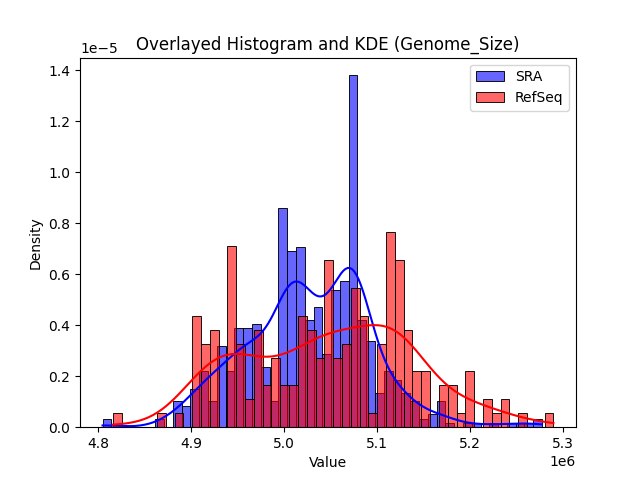 Overlayed Histogram and KDE (Genome_Size)
1e−5
1.4
1.2
1.0
0.8
0.6
0.4
0.2
0.0
Density
SRA
RefSeq
4.8 4.9 5.0 5.1 5.2 5.3
1e6
Value